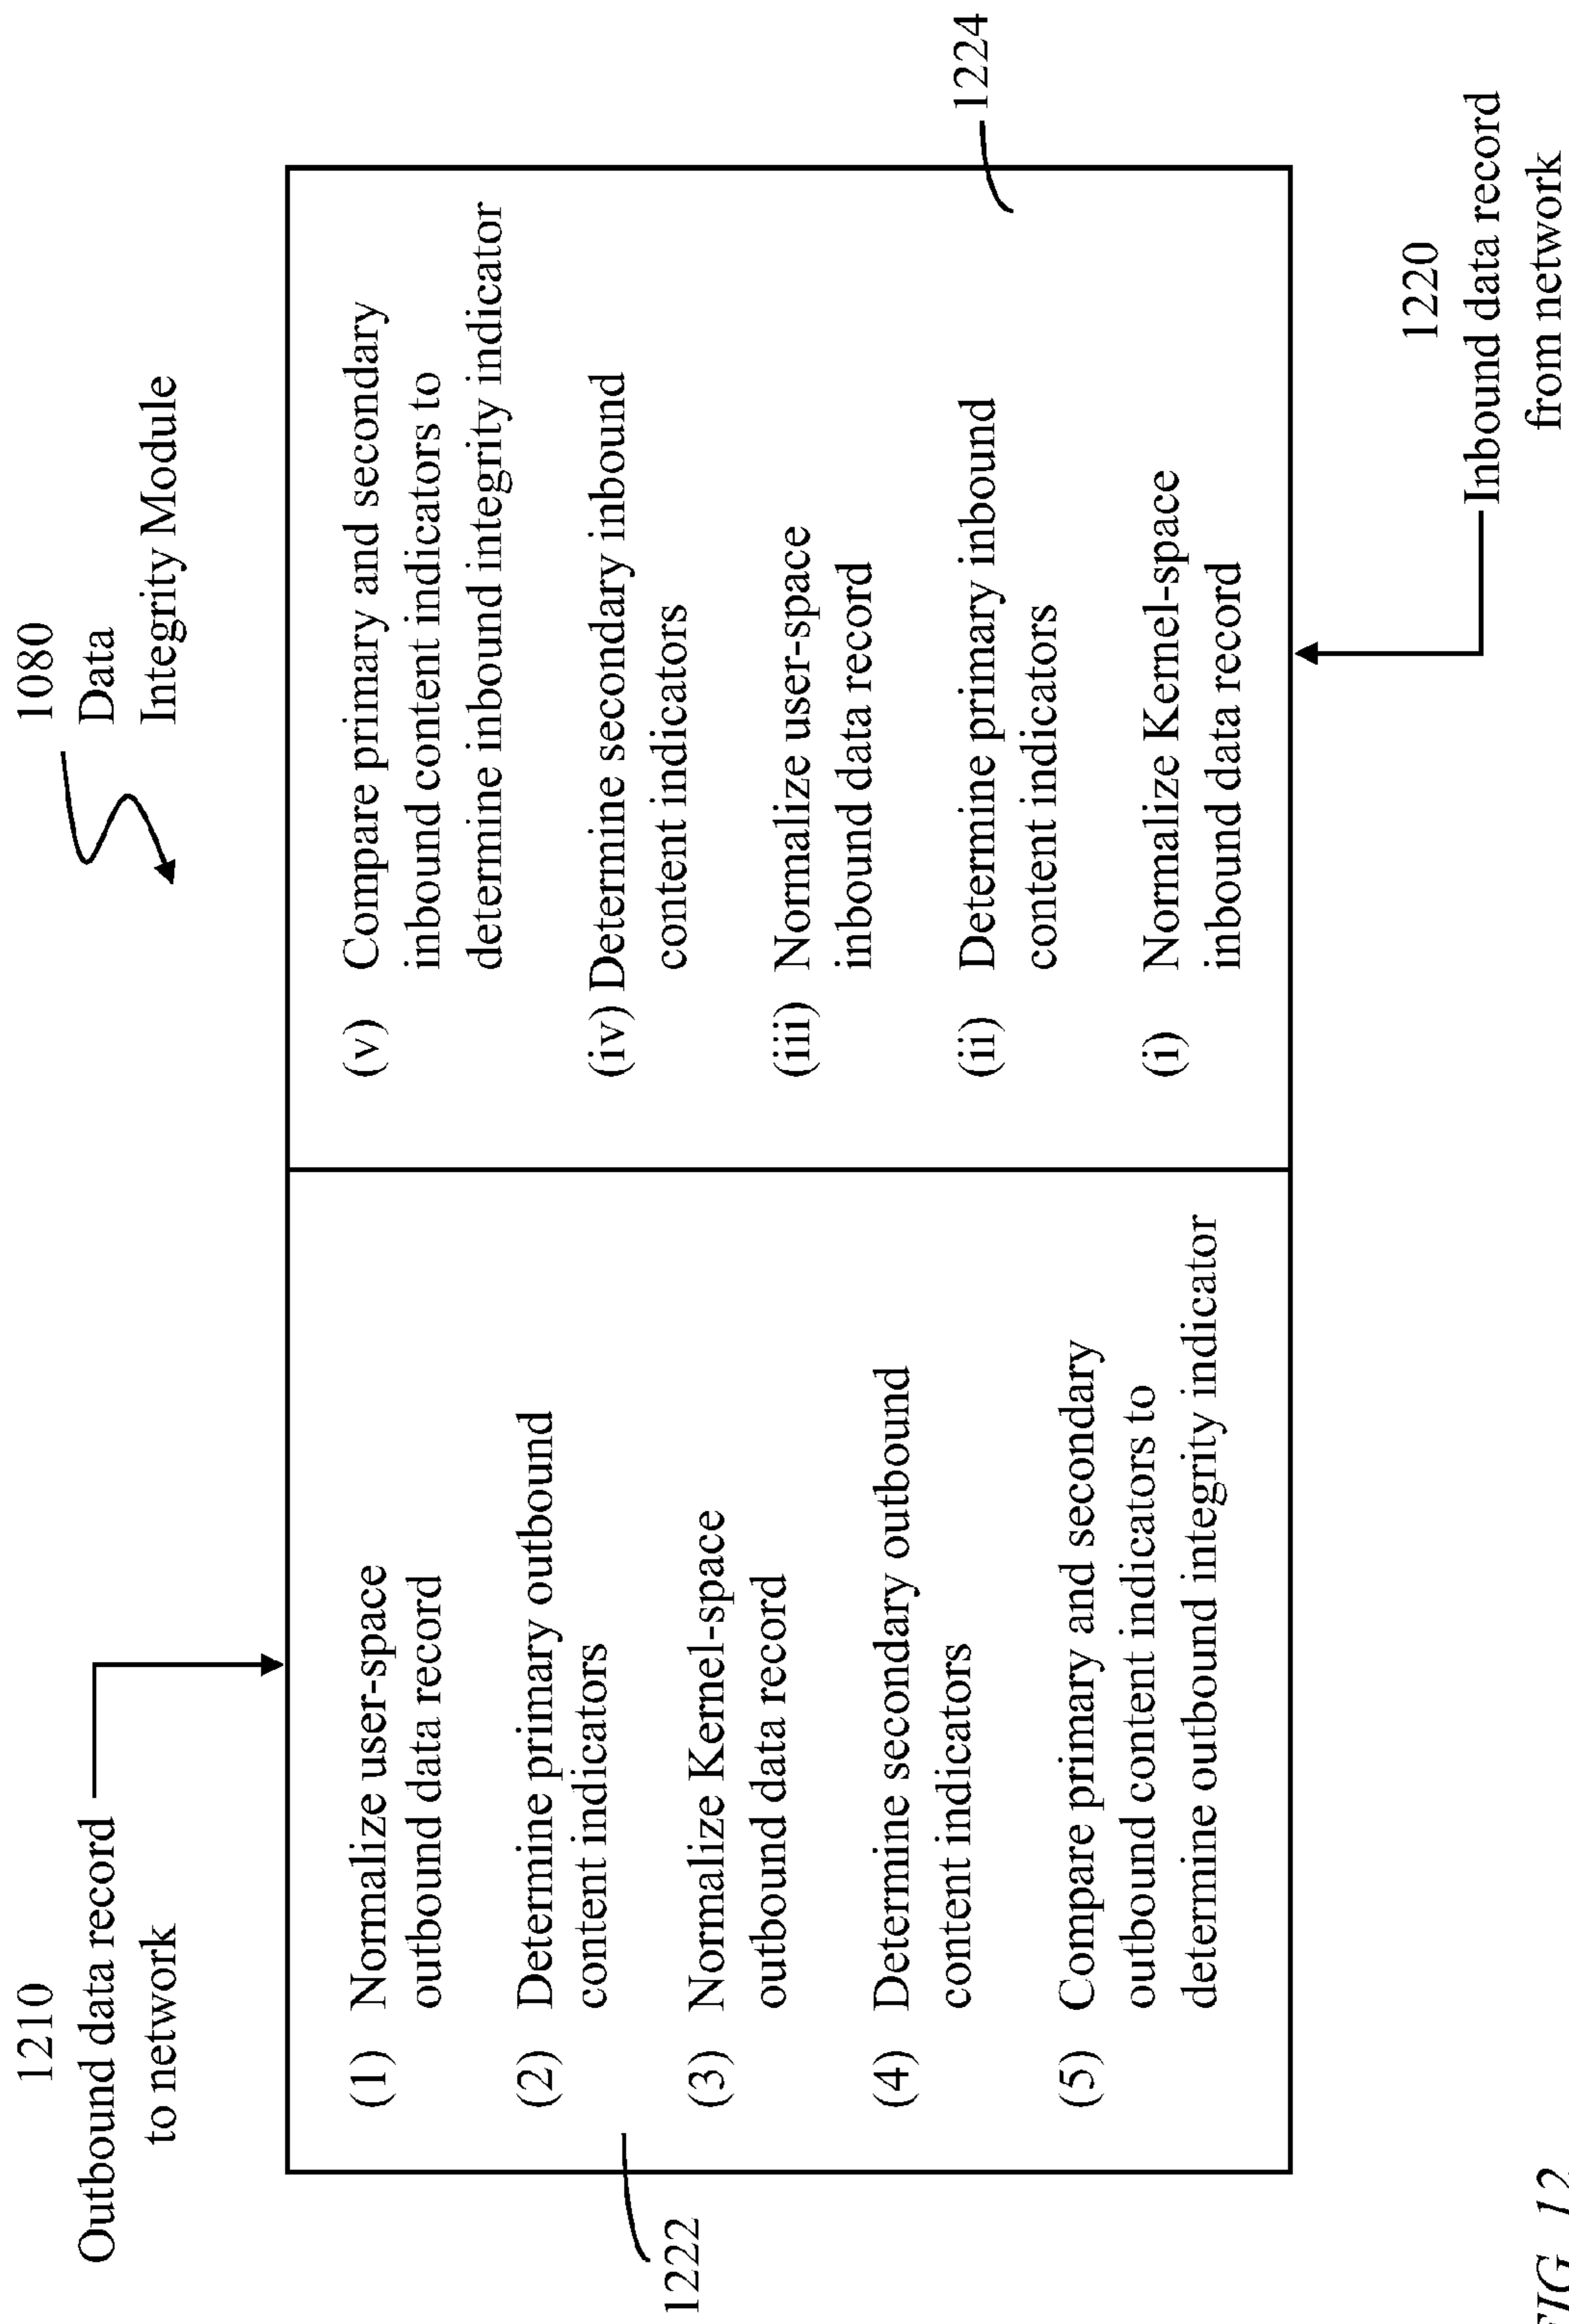 1210
Outbound data record
to network
1080
Data
Integrity Module
1222
(1) Normalize user-space
outbound data record
(2) Determine primary outbound
content indicators
(3) Normalize Kernel-space
outbound data record
(4) Determine secondary outbound
content indicators
(5) Compare primary and secondary
outbound content indicators to
determine outbound integrity indicator
(v) Compare primary and secondary
inbound content indicators to
determine inbound integrity indicator
(iv) Determine secondary inbound
content indicators
(iii) Normalize user-space
inbound data record
(ii) Determine primary inbound
content indicators
(i) Normalize Kernel-space
inbound data record
1224
1220
Inbound data record
from network
FIG. 12